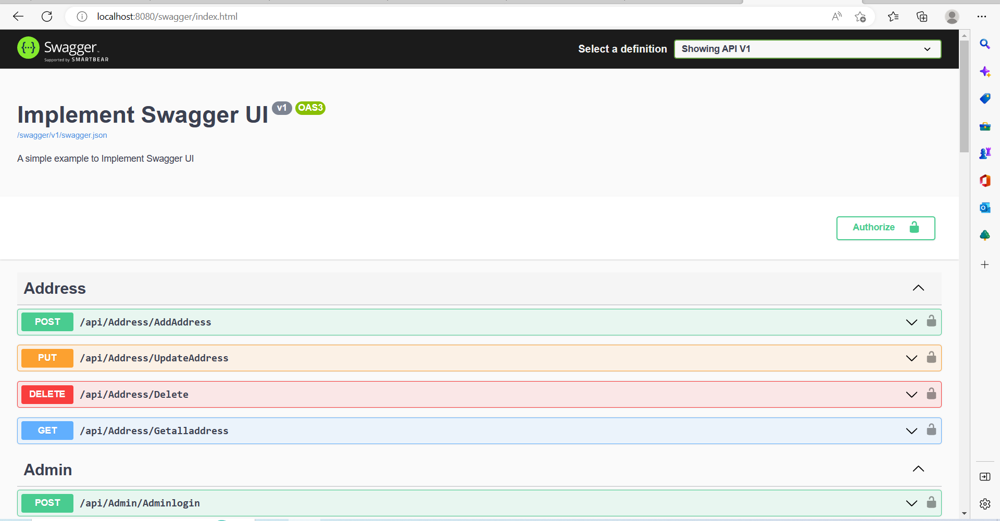 localhost:8080/swagger/index.html
Swagger
Supported by SMARTBEAR
Select a definition
Showing API V1
Implement Swagger UI v1 OAS3
/swagger/v1/swagger.json
A simple example to Implement Swagger UI
Authorize
Address
POST /api/Address/AddAddress
PUT /api/Address/UpdateAddress
DELETE /api/Address/Delete
GET /api/Address/Getalladdress
Admin
POST /api/Admin/Adminlogin